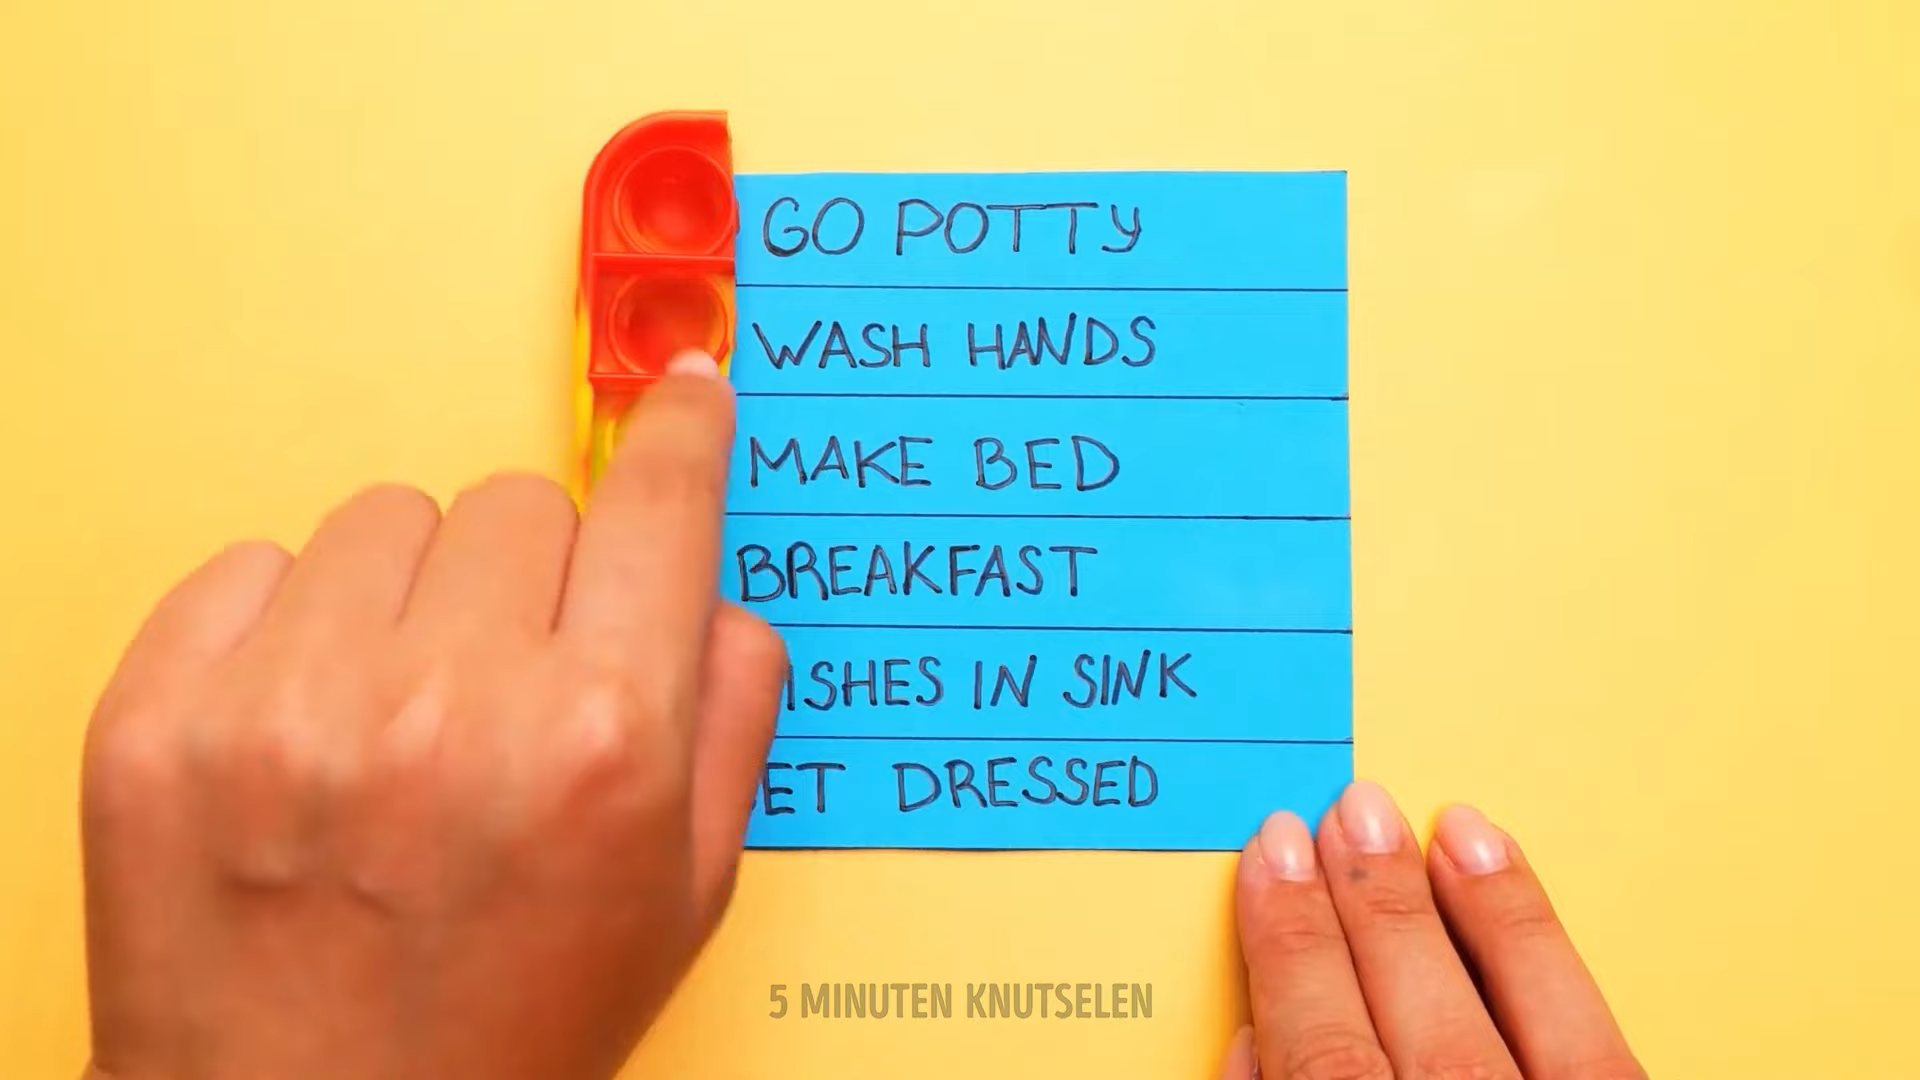 GO POTTY
WASH HANDS
MAKE BED
BREAKFAST
ISHES IN SINK
ET DRESSED
5 MINUTEN KNUTSELEN